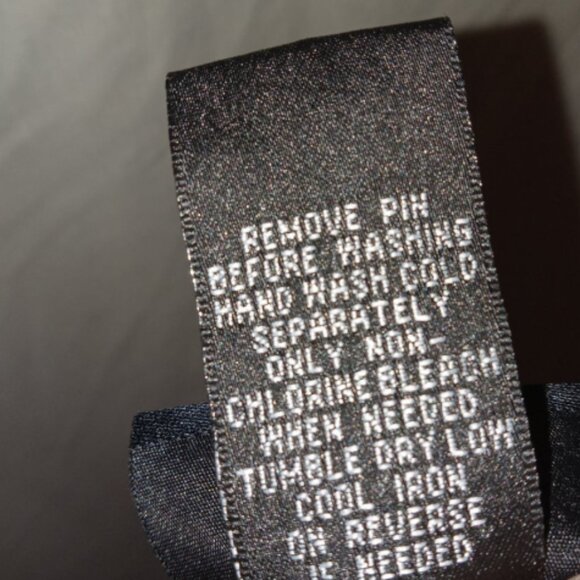 REMOVE PIN
BEFORE WASHING
HAND WASH COLD
SEPARATELY
ONLY NON-
CHLORINE BLEACH
WHEN NEEDED
TUMBLE DRY LOW
COOL IRON
ON REVERSE
IF NEEDED